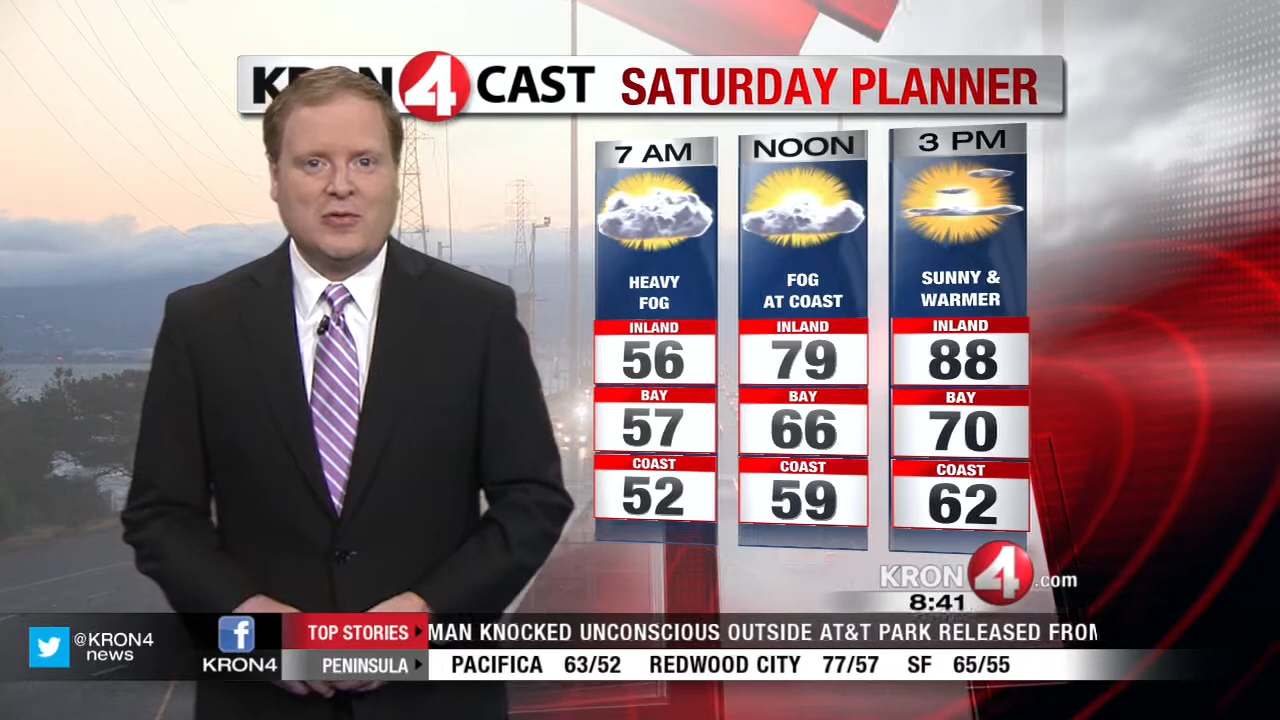 KRON 4 CAST SATURDAY PLANNER
7 AM
HEAVY
FOG
INLAND
56
BAY
57
COAST
52
NOON
FOG
AT COAST
INLAND
79
BAY
66
COAST
59
3 PM
SUNNY &
WARMER
INLAND
88
BAY
70
COAST
62
KRON 4.com
8:41
@KRON4
news
KRON4
TOP STORIES MAN KNOCKED UNCONSCIOUS OUTSIDE AT&T PARK RELEASED FROM
PENINSULA PACIFICA 63/52 REDWOOD CITY 77/57 SF 65/55